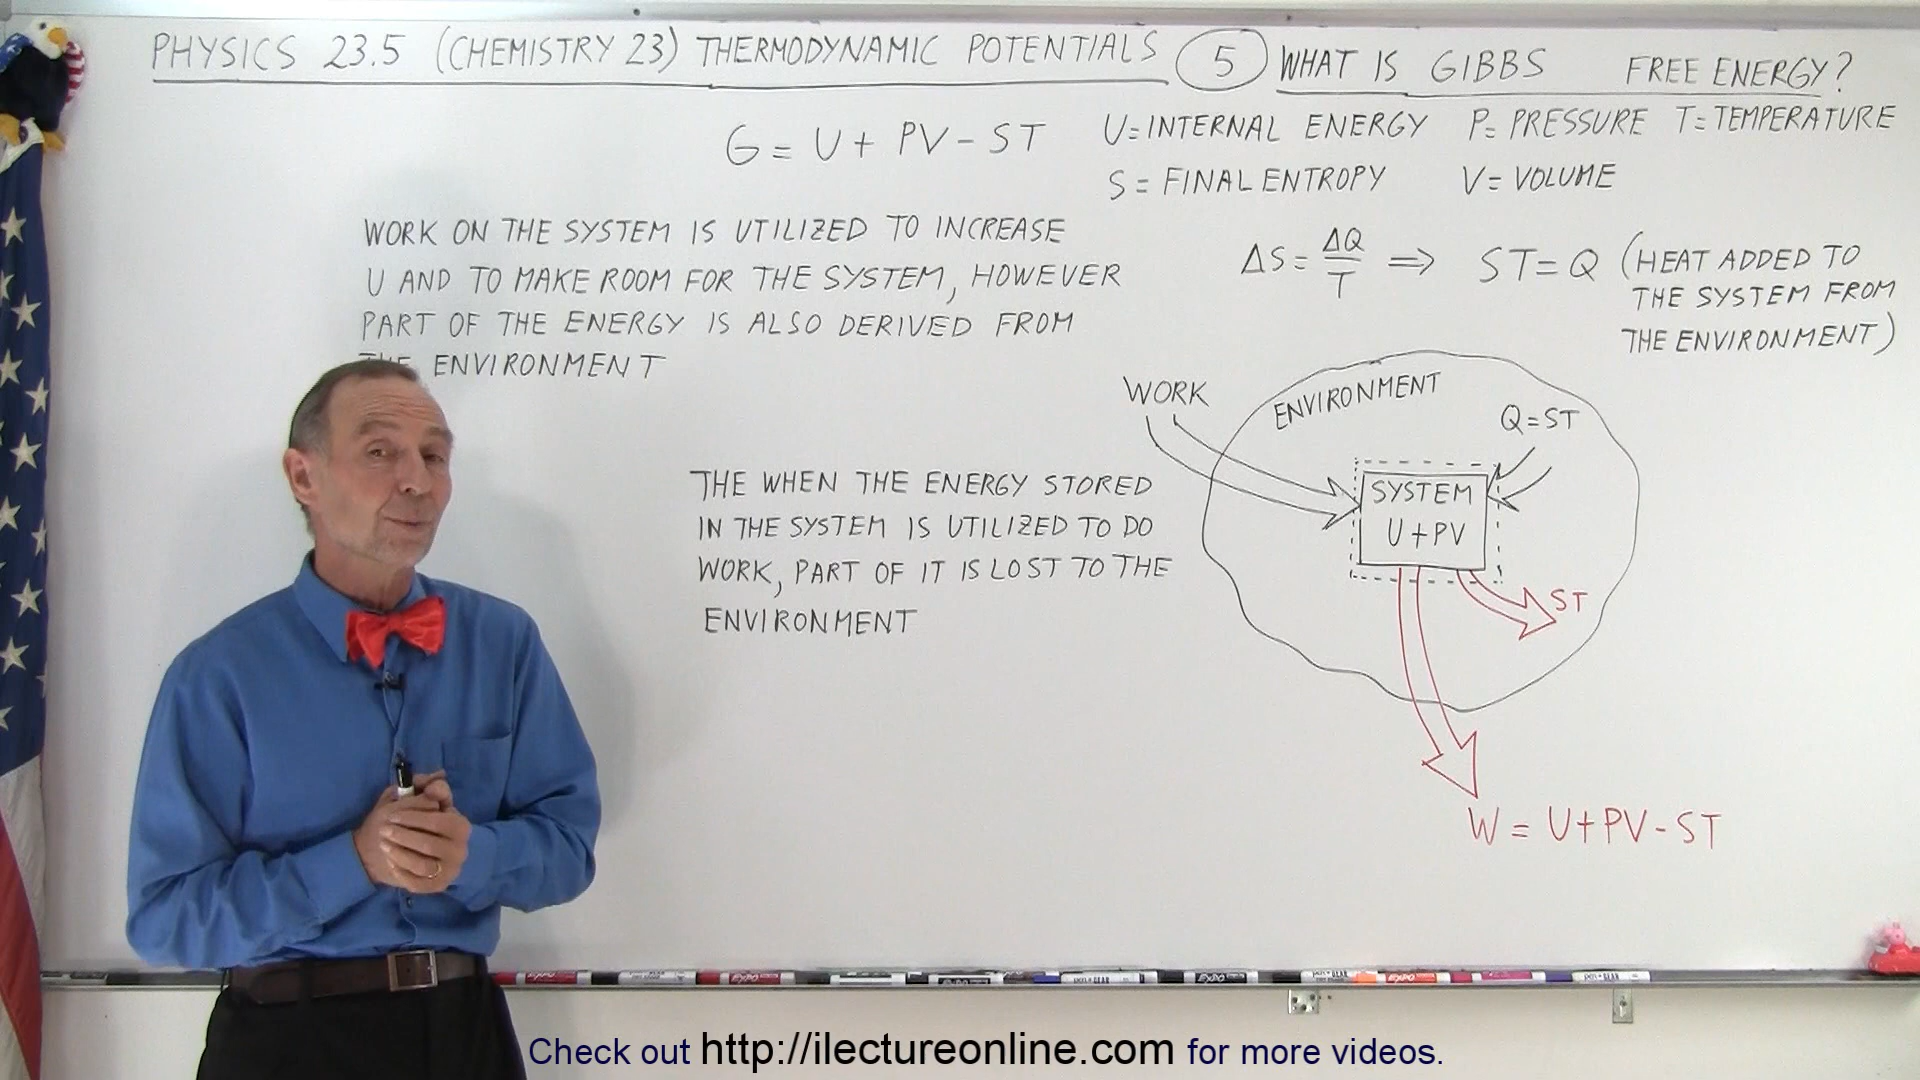 PHYSICS 23.5 (CHEMISTRY 23) THERMODYNAMIC POTENTIALS 5 WHAT IS GIBBS FREE ENERGY?
G = U + PV - ST
U = INTERNAL ENERGY P = PRESSURE T = TEMPERATURE
S = FINAL ENTROPY V = VOLUME
WORK ON THE SYSTEM IS UTILIZED TO INCREASE
U AND TO MAKE ROOM FOR THE SYSTEM, HOWEVER
PART OF THE ENERGY IS ALSO DERIVED FROM
THE ENVIRONMENT
ΔS = ΔQ/T ⇒ ST = Q (HEAT ADDED TO
THE SYSTEM FROM
THE ENVIRONMENT)
WORK
ENVIRONMENT
Q = ST
SYSTEM
U + PV
ST
W = U + PV - ST
THE WHEN THE ENERGY STORED
IN THE SYSTEM IS UTILIZED TO DO
WORK, PART OF IT IS LOST TO THE
ENVIRONMENT
EXPO
EXPO
EXPO
EXPO
Check out http://ilectureonline.com for more videos.